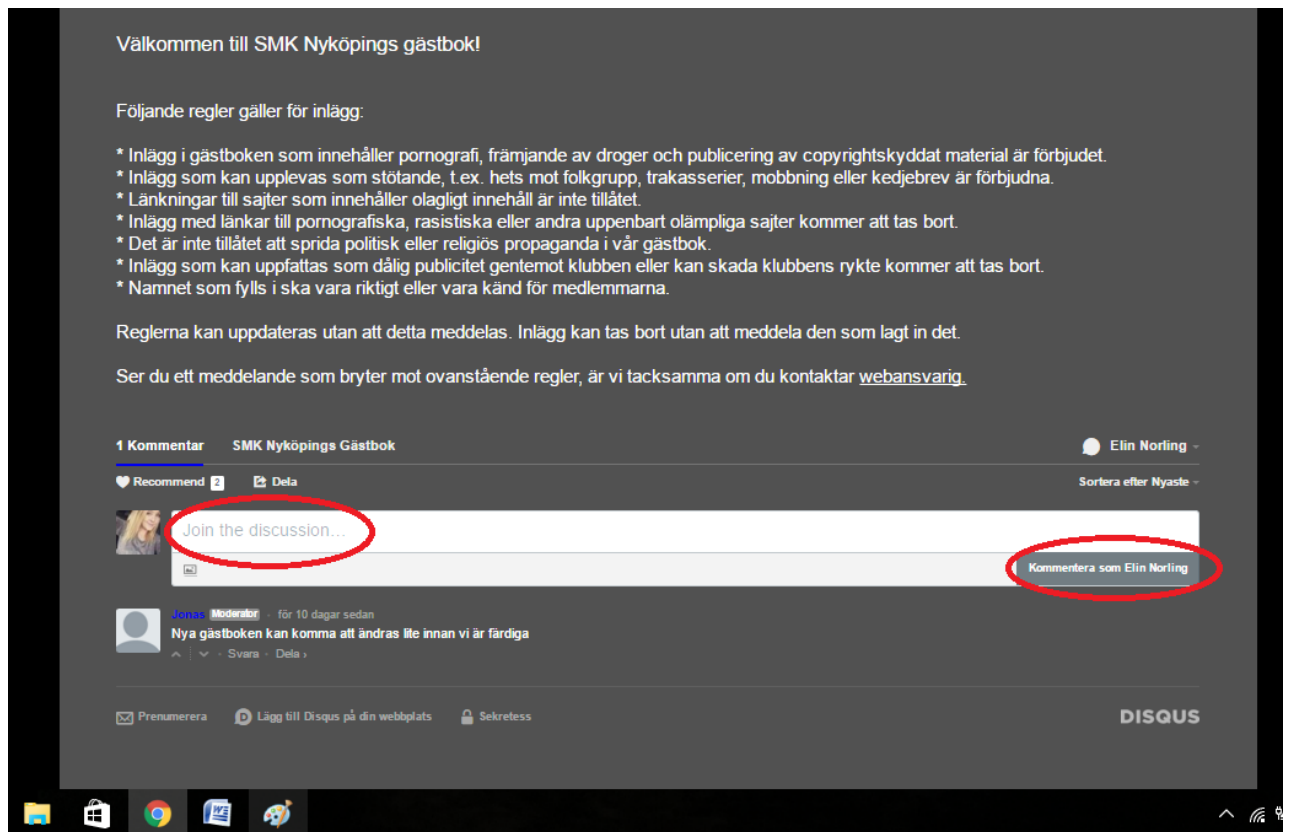 Välkommen till SMK Nyköpings gästbok!
Följande regler gäller för inlägg:
* Inlägg i gästboken som innehåller pornografi, främjande av droger och publicering av copyrightskyddat material är förbjudet.
* Inlägg som kan upplevas som stötande, t.ex. hets mot folkgrupp, trakasserier, mobbning eller kedjebrev är förbjudna.
* Länkningar till sajter som innehåller olagligt innehåll är inte tillåtet.
* Inlägg med länkar till pornografiska, rasistiska eller andra uppenbart olämpliga sajter kommer att tas bort.
* Det är inte tillåtet att sprida politisk eller religiös propaganda i vår gästbok.
* Inlägg som kan uppfattas som dålig publicitet gentemot klubben eller kan skada klubbens rykte kommer att tas bort.
* Namnet som fylls i ska vara riktigt eller vara känd för medlemmarna.
Reglerna kan uppdateras utan att detta meddelas. Inlägg kan tas bort utan att meddela den som lagt in det.
Ser du ett meddelande som bryter mot ovanstående regler, är vi tacksamma om du kontaktar webansvarig.
1 Kommentar SMK Nyköpings Gästbok Elin Norling
Recommend 2 Dela Sortera efter Nyaste
Join the discussion...
Kommentera som Elin Norling
Jonas Moderator · för 10 dagar sedan
Nya gästboken kan komma att ändras lite innan vi är färdiga
· Svara · Dela ›
Prenumerera Lägg till Disqus på din webbplats Sekretess DISQUS